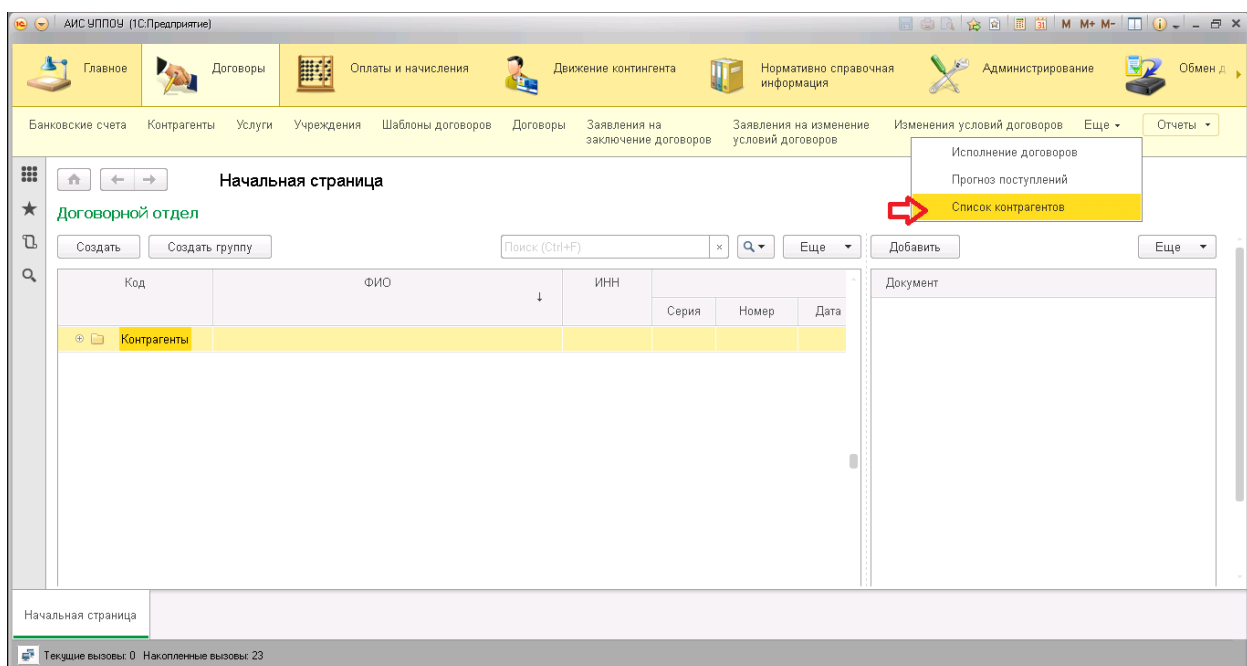 АИС УППОУ (1С:Предприятие)
M M+ M-
Главное
Договоры
Оплаты и начисления
Движение контингента
Нормативно справочная
информация
Администрирование
Обмен д
Банковские счета
Контрагенты
Услуги
Учреждения
Шаблоны договоров
Договоры
Заявления на
заключение договоров
Заявления на изменение
условий договоров
Изменения условий договоров
Еще
Отчеты
Исполнение договоров
Прогноз поступлений
Список контрагентов
Начальная страница
Договорной отдел
Создать
Создать группу
Поиск (Ctrl+F)
×
Еще
Добавить
Еще
Код
ФИО
ИНН
Серия
Номер
Дата
Документ
Контрагенты
Начальная страница
Текущие вызовы: 0 Накопленные вызовы: 23